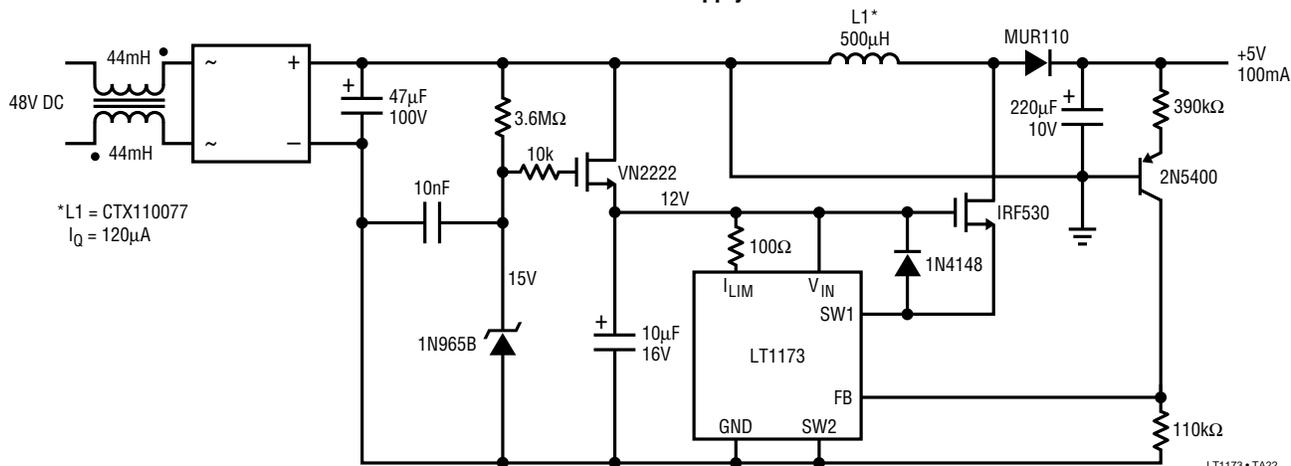 L1*
500µH
MUR110
+5V
100mA
44mH
~
+
48V DC
+
47µF
100V
3.6MΩ
+
220µF
10V
390kΩ
~
−
44mH
10k
VN2222
2N5400
10nF
12V
*L1 = CTX110077
IQ = 120µA
IRF530
100Ω
1N4148
15V
ILIM
VIN
SW1
+
10µF
16V
1N965B
LT1173
FB
GND
SW2
110kΩ
LT1173 • TA22